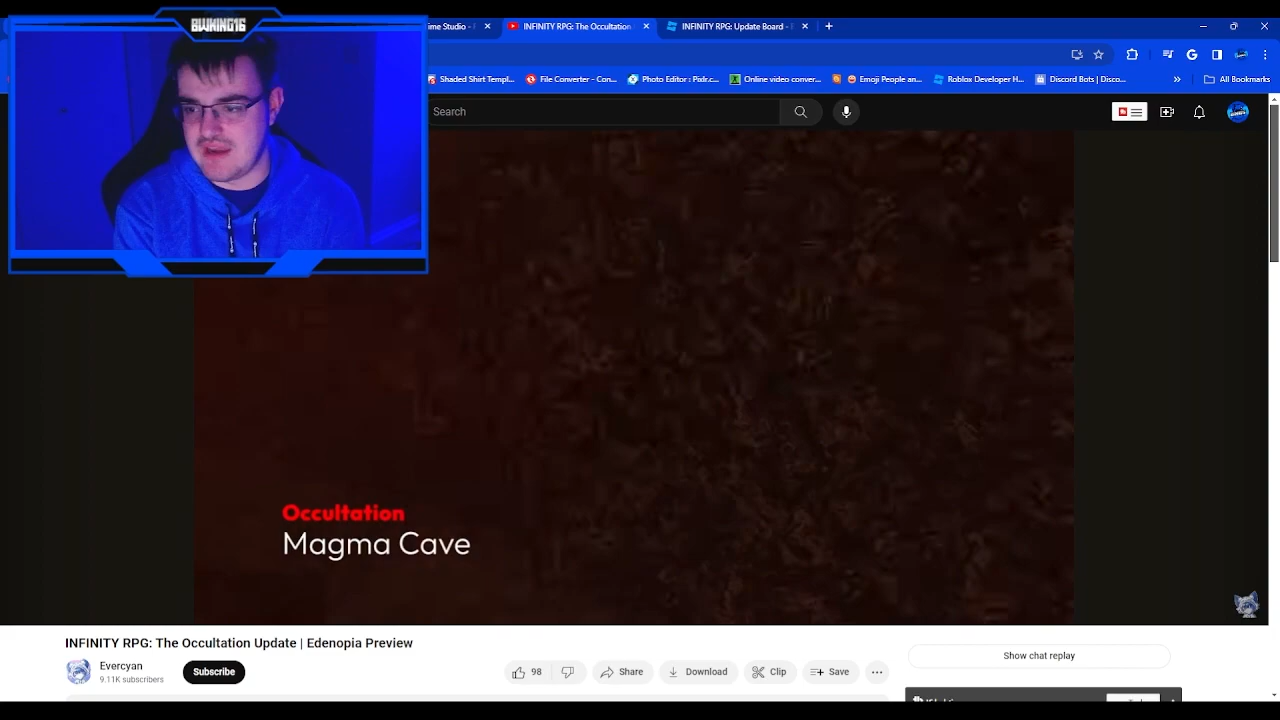 BWKING16
ime Studio - F
INFINITY RPG: The Occultation
INFINITY RPG: Update Board - F
Shaded Shirt Templ...
File Converter - Con...
Photo Editor : Pixlr.c...
Online video conver...
Emoji People an...
Roblox Developer H...
Discord Bots | Disco...
All Bookmarks
Search
Occultation
Magma Cave
INFINITY RPG: The Occultation Update | Edenopia Preview
Evercyan
9.11K subscribers
Subscribe
98
Share
Download
Clip
Save
Show chat replay